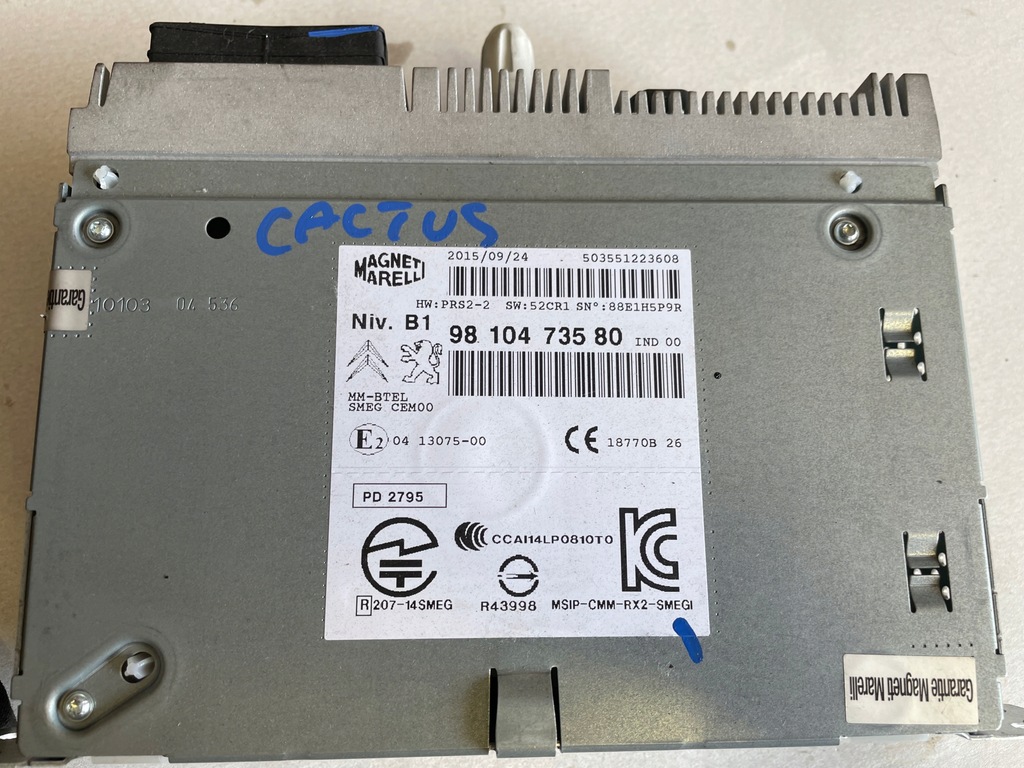 CACTUS
MAGNETI
MARELLI
2015/09/24 503551223608
HW:PRS2-2 SW:52CR1 SN°:88E1H5P9R
Niv. B1 98 104 735 80 IND 00
MM-BTEL
SMEG CEM00
E2 04 13075-00 CE 18770B 26
PD 2795
CCAI14LP0810T0
R 207-14SMEG R43998 MSIP-CMM-RX2-SMEGI
Garantie
10103 04 536
Garantie Magneti Marelli